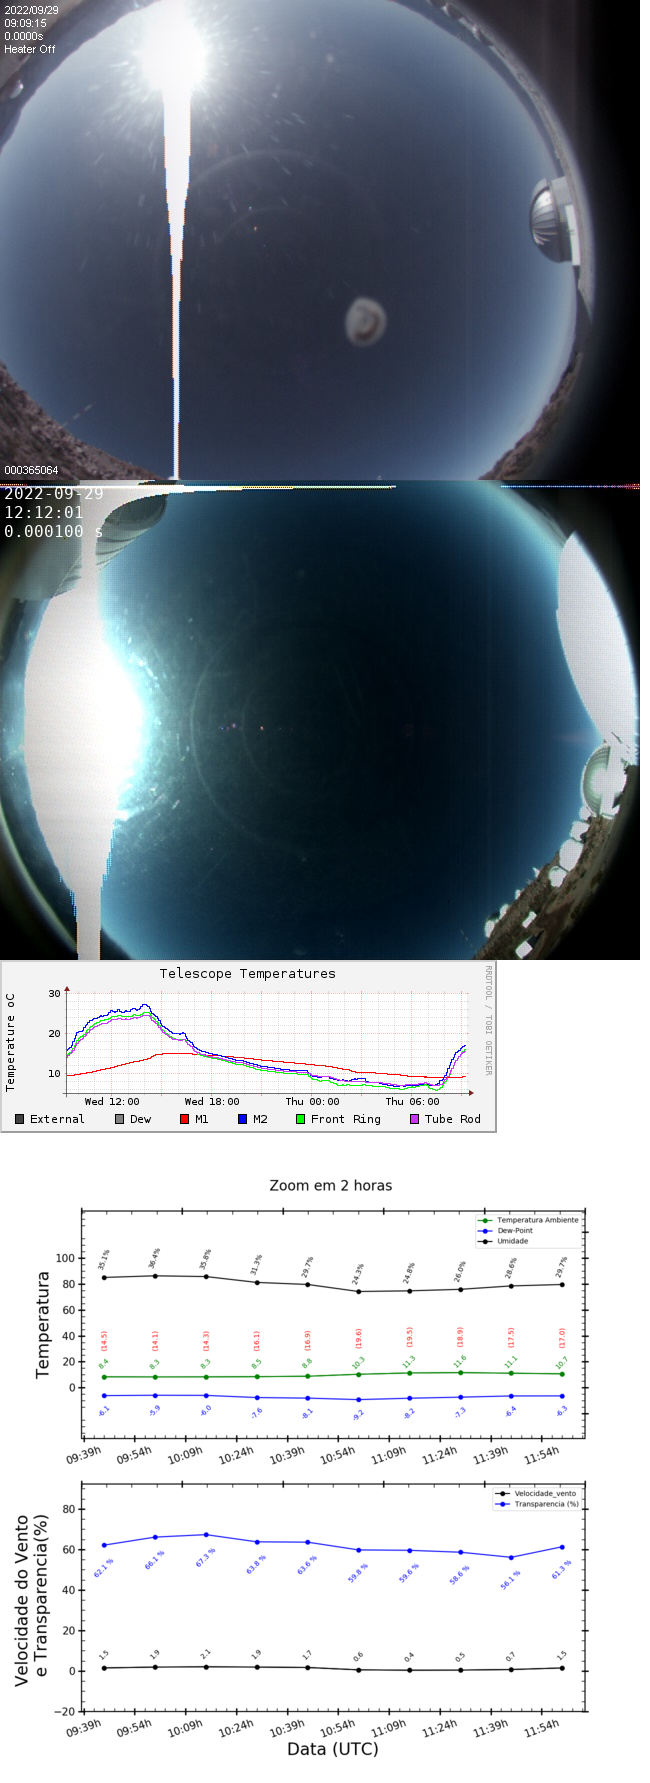 2022/09/29
09:09:15
0.0000s
Heater Off
000365064
2022-09-29
12:12:01
0.000100 s
Telescope Temperatures
RRDTOOL / TOBI OETIKER
Temperature oC
30
20
10
Wed 12:00 Wed 18:00 Thu 00:00 Thu 06:00
External Dew M1 M2 Front Ring Tube Rod
Zoom em 2 horas
Temperatura Ambiente
Dew-Point
Umidade
Temperatura
100
80
60
40
20
0
35.1% 36.4% 35.8% 31.3% 29.7% 24.3% 24.8% 26.0% 28.6% 29.7%
(14.5) (14.1) (14.3) (16.1) (16.9) (19.6) (19.5) (18.9) (17.5) (17.0)
8.4 8.3 8.3 8.5 8.8 10.3 11.3 11.6 11.1 10.7
-6.1 -5.9 -6.0 -7.6 -8.1 -9.2 -8.2 -7.3 -6.4 -6.3
09:39h 09:54h 10:09h 10:24h 10:39h 10:54h 11:09h 11:24h 11:39h 11:54h
Velocidade_vento
Transparencia (%)
Velocidade do Vento
e Transparencia(%)
80
60
40
20
0
−20
62.1 % 66.1 % 67.3 % 63.8 % 63.6 % 59.8 % 59.6 % 58.6 % 56.1 % 61.3 %
1.5 1.9 2.1 1.9 1.7 0.6 0.4 0.5 0.7 1.5
09:39h 09:54h 10:09h 10:24h 10:39h 10:54h 11:09h 11:24h 11:39h 11:54h
Data (UTC)